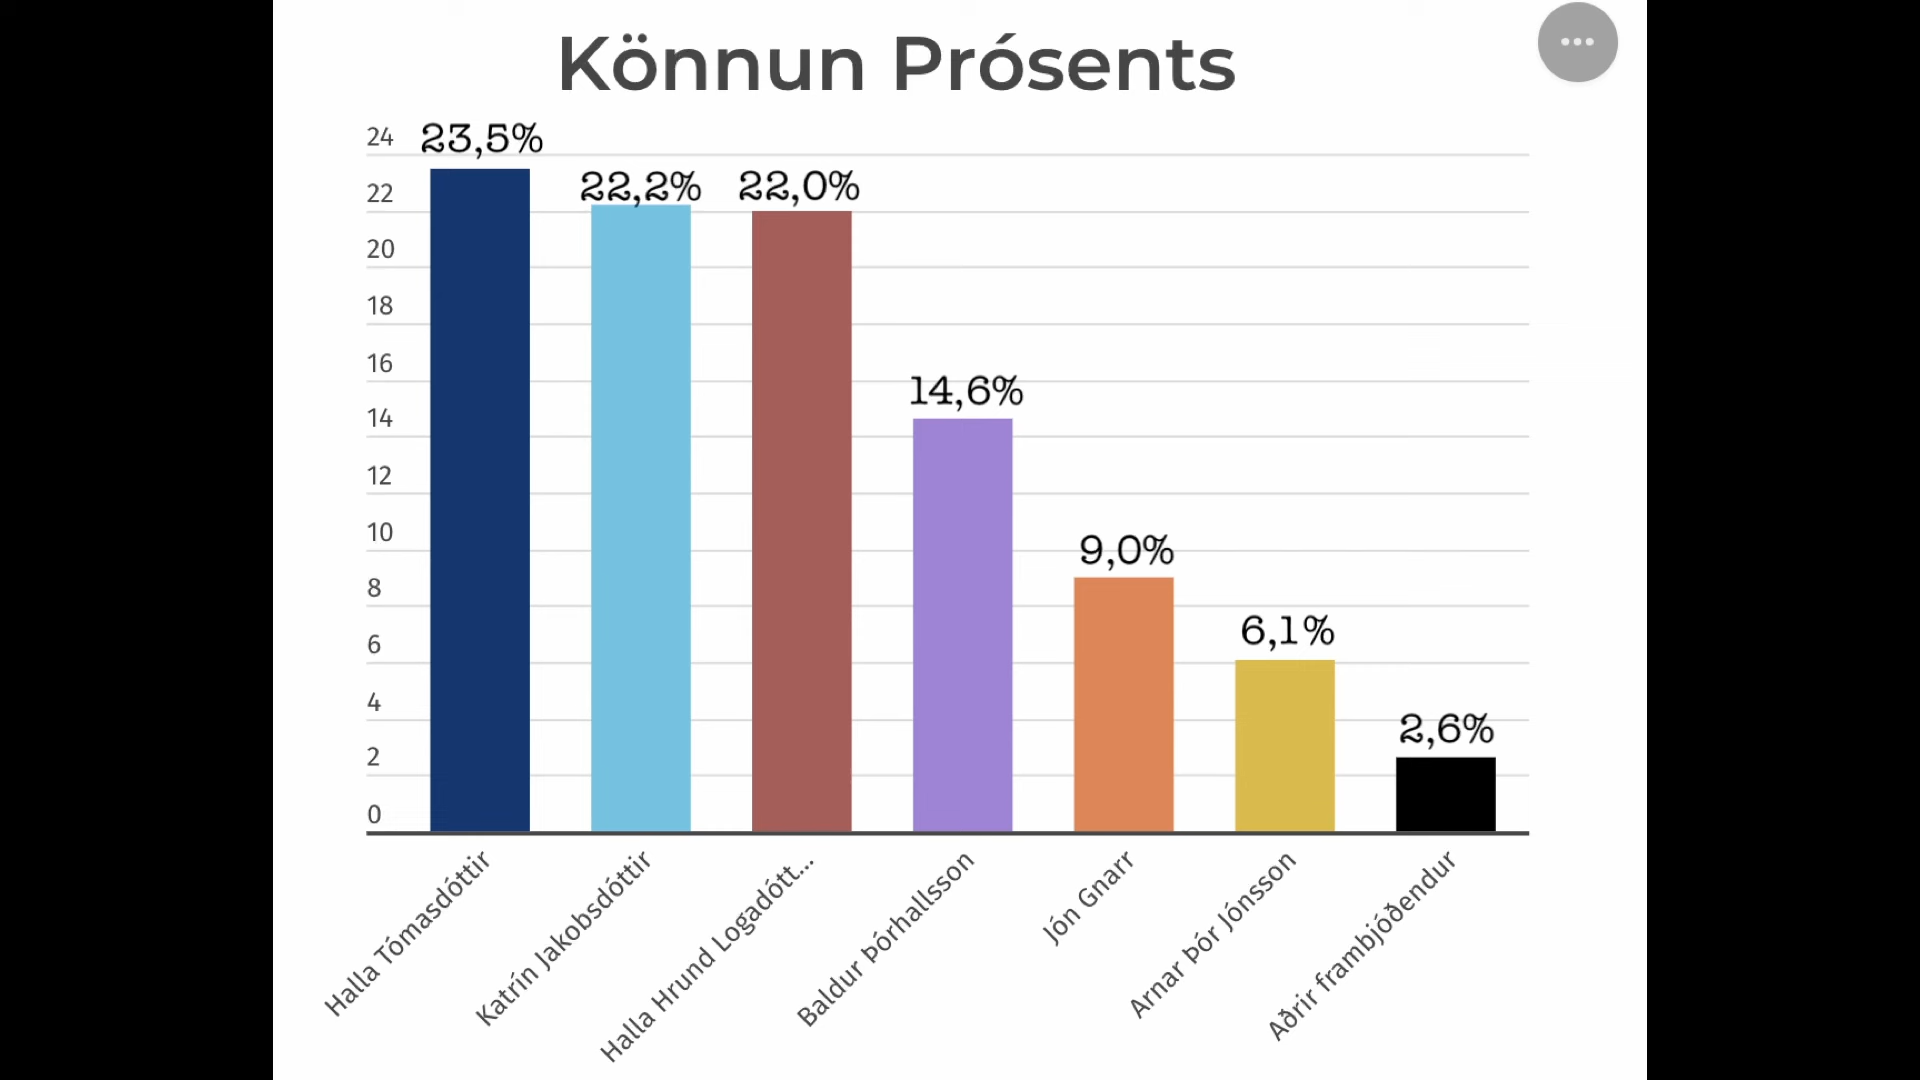 Könnun Prósents
24
22
20
18
16
14
12
10
8
6
4
2
0
23,5%
22,2%
22,0%
14,6%
9,0%
6,1%
2,6%
Halla Tómasdóttir
Katrín Jakobsdóttir
Halla Hrund Logadótt...
Baldur Þórhallsson
Jón Gnarr
Arnar Þór Jónsson
Aðrir frambjóðendur